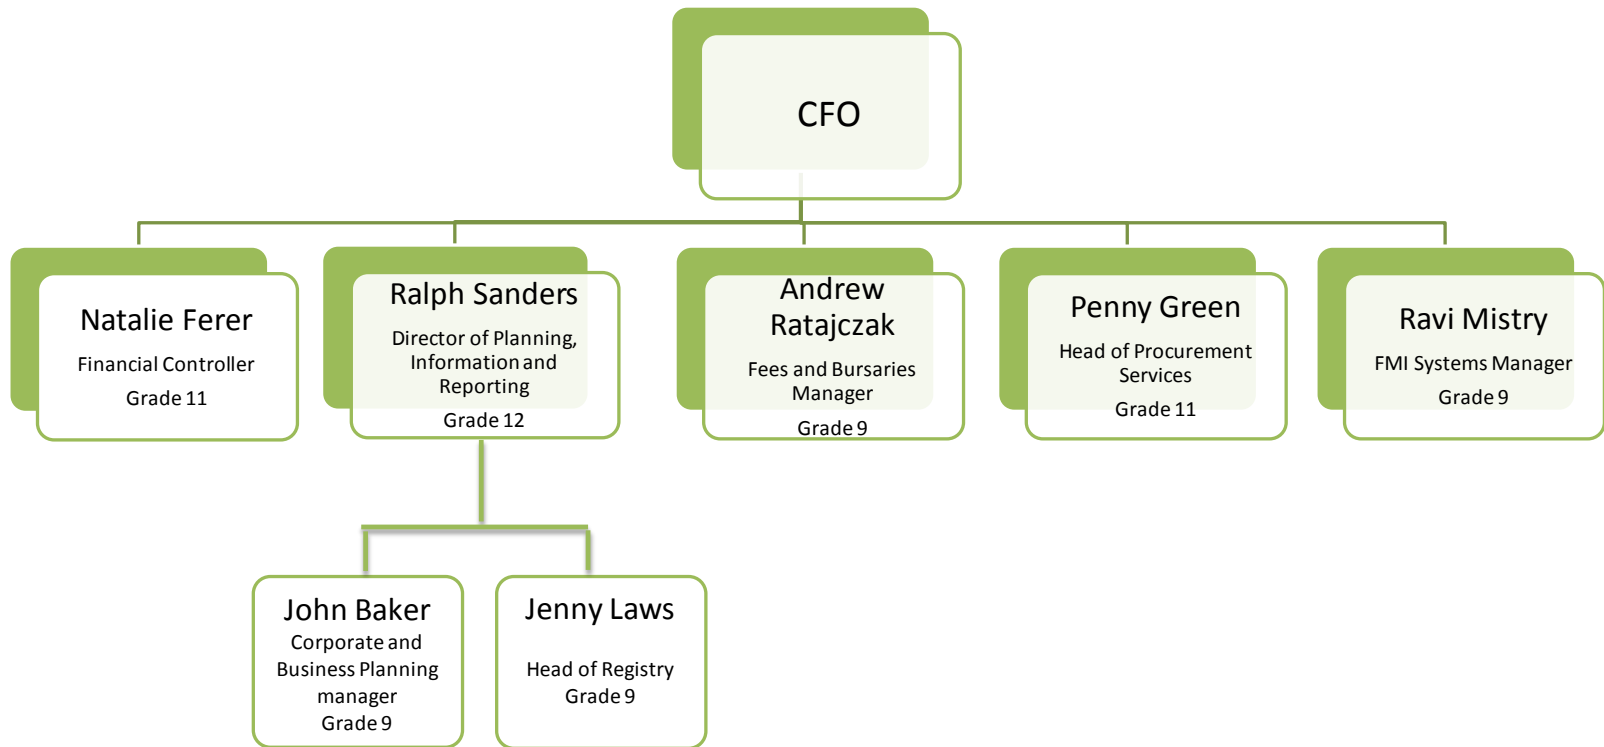 CFO
Natalie Ferer
Financial Controller
Grade 11
Ralph Sanders
Director of Planning,
Information and
Reporting
Grade 12
Andrew
Ratajczak
Fees and Bursaries
Manager
Grade 9
Penny Green
Head of Procurement
Services
Grade 11
Ravi Mistry
FMI Systems Manager
Grade 9
John Baker
Corporate and
Business Planning
manager
Grade 9
Jenny Laws
Head of Registry
Grade 9